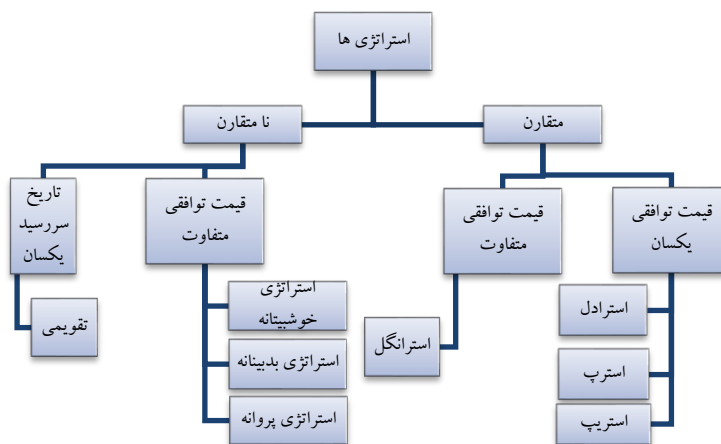 استراتژی ها
متقارن
نا متقارن
قیمت توافقی
یکسان
قیمت توافقی
متفاوت
قیمت توافقی
متفاوت
تاریخ
سررسید
یکسان
استرادل
استرپ
استریپ
استرانگل
استراتژی
خوشبیتانه
استراتژی بدبینانه
استراتژی پروانه
تقویمی